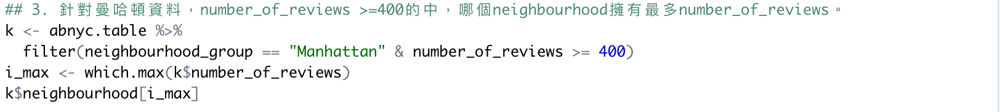 ## 3. 針對曼哈頓資料，number_of_reviews >=400的中，哪個neighbourhood擁有最多number_of_reviews。
k <- abnyc.table %>%
  filter(neighbourhood_group == "Manhattan" & number_of_reviews >= 400)
i_max <- which.max(k$number_of_reviews)
k$neighbourhood[i_max]